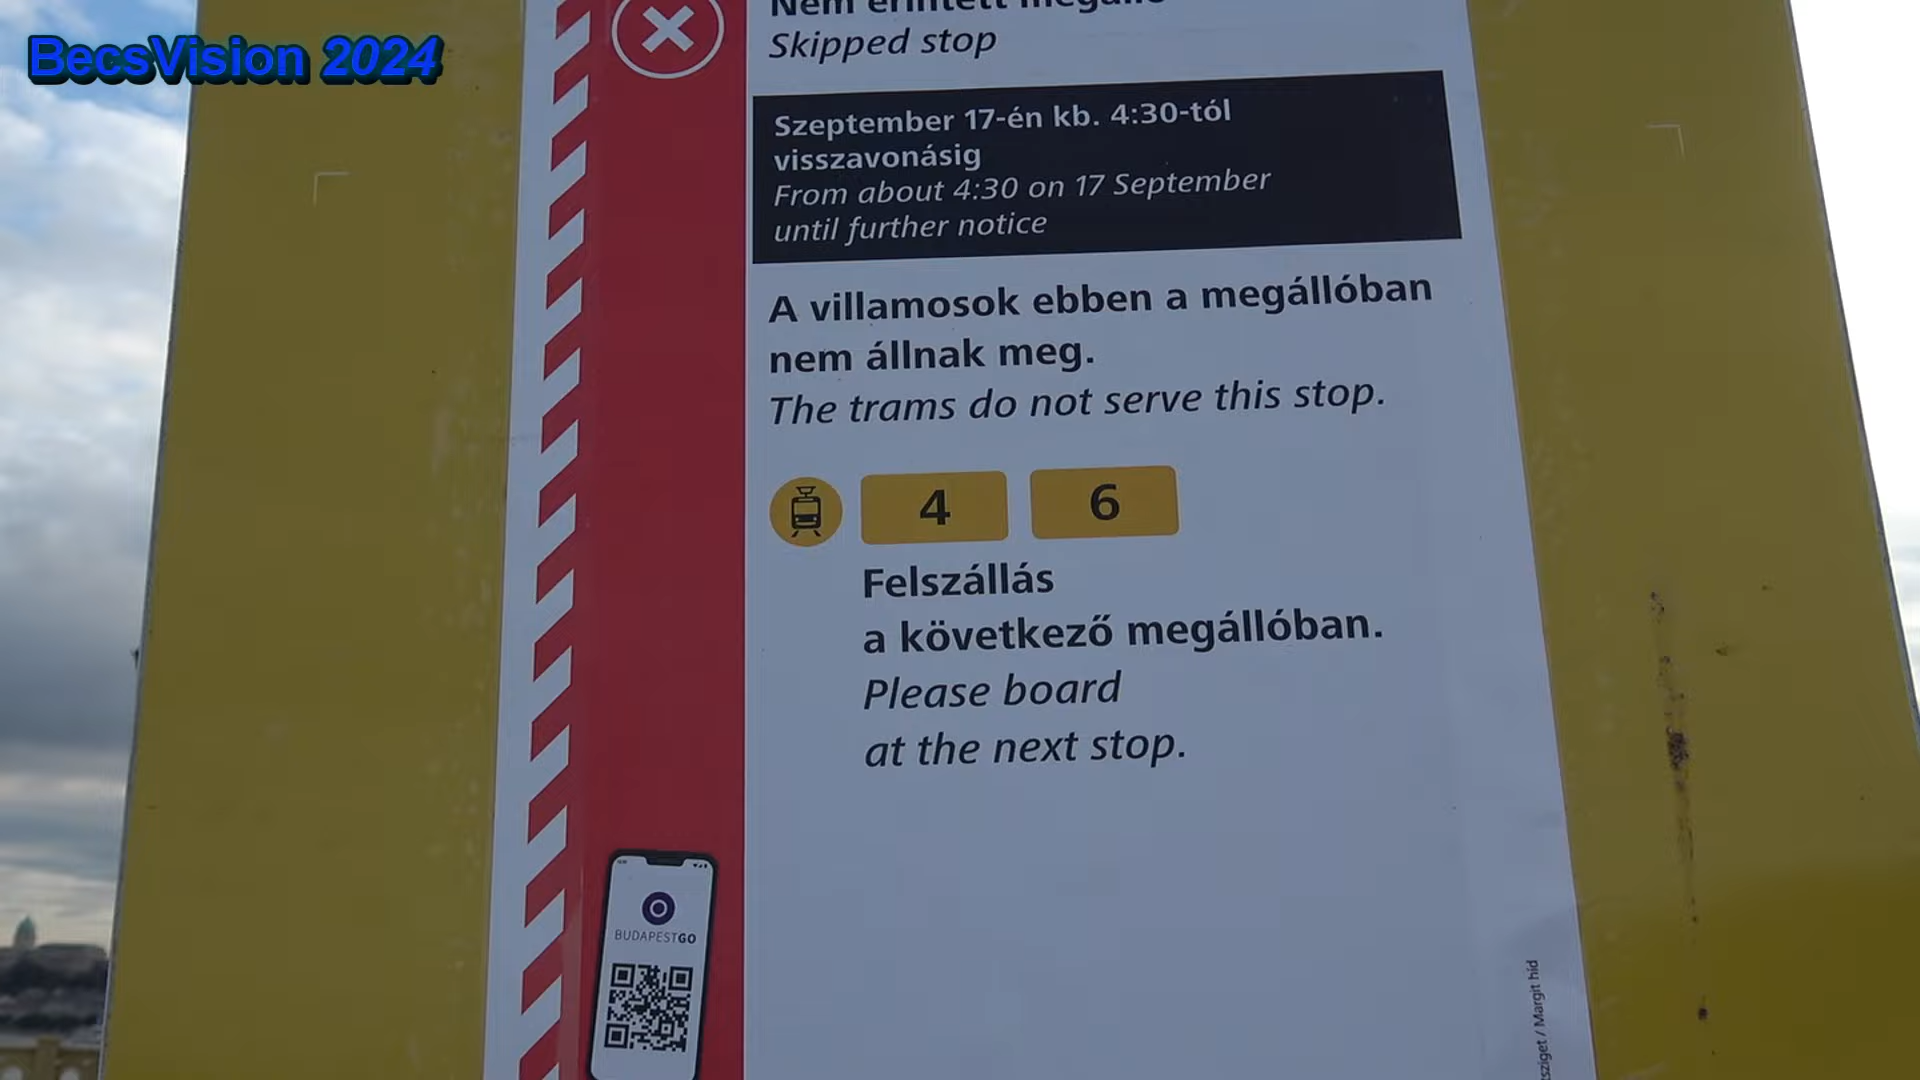 BecsVision 2024
Nem érintett megálló
Skipped stop
Szeptember 17-én kb. 4:30-tól
visszavonásig
From about 4:30 on 17 September
until further notice
A villamosok ebben a megállóban
nem állnak meg.
The trams do not serve this stop.
4 6
Felszállás
a következő megállóban.
Please board
at the next stop.
BUDAPESTGO
/ Margit híd